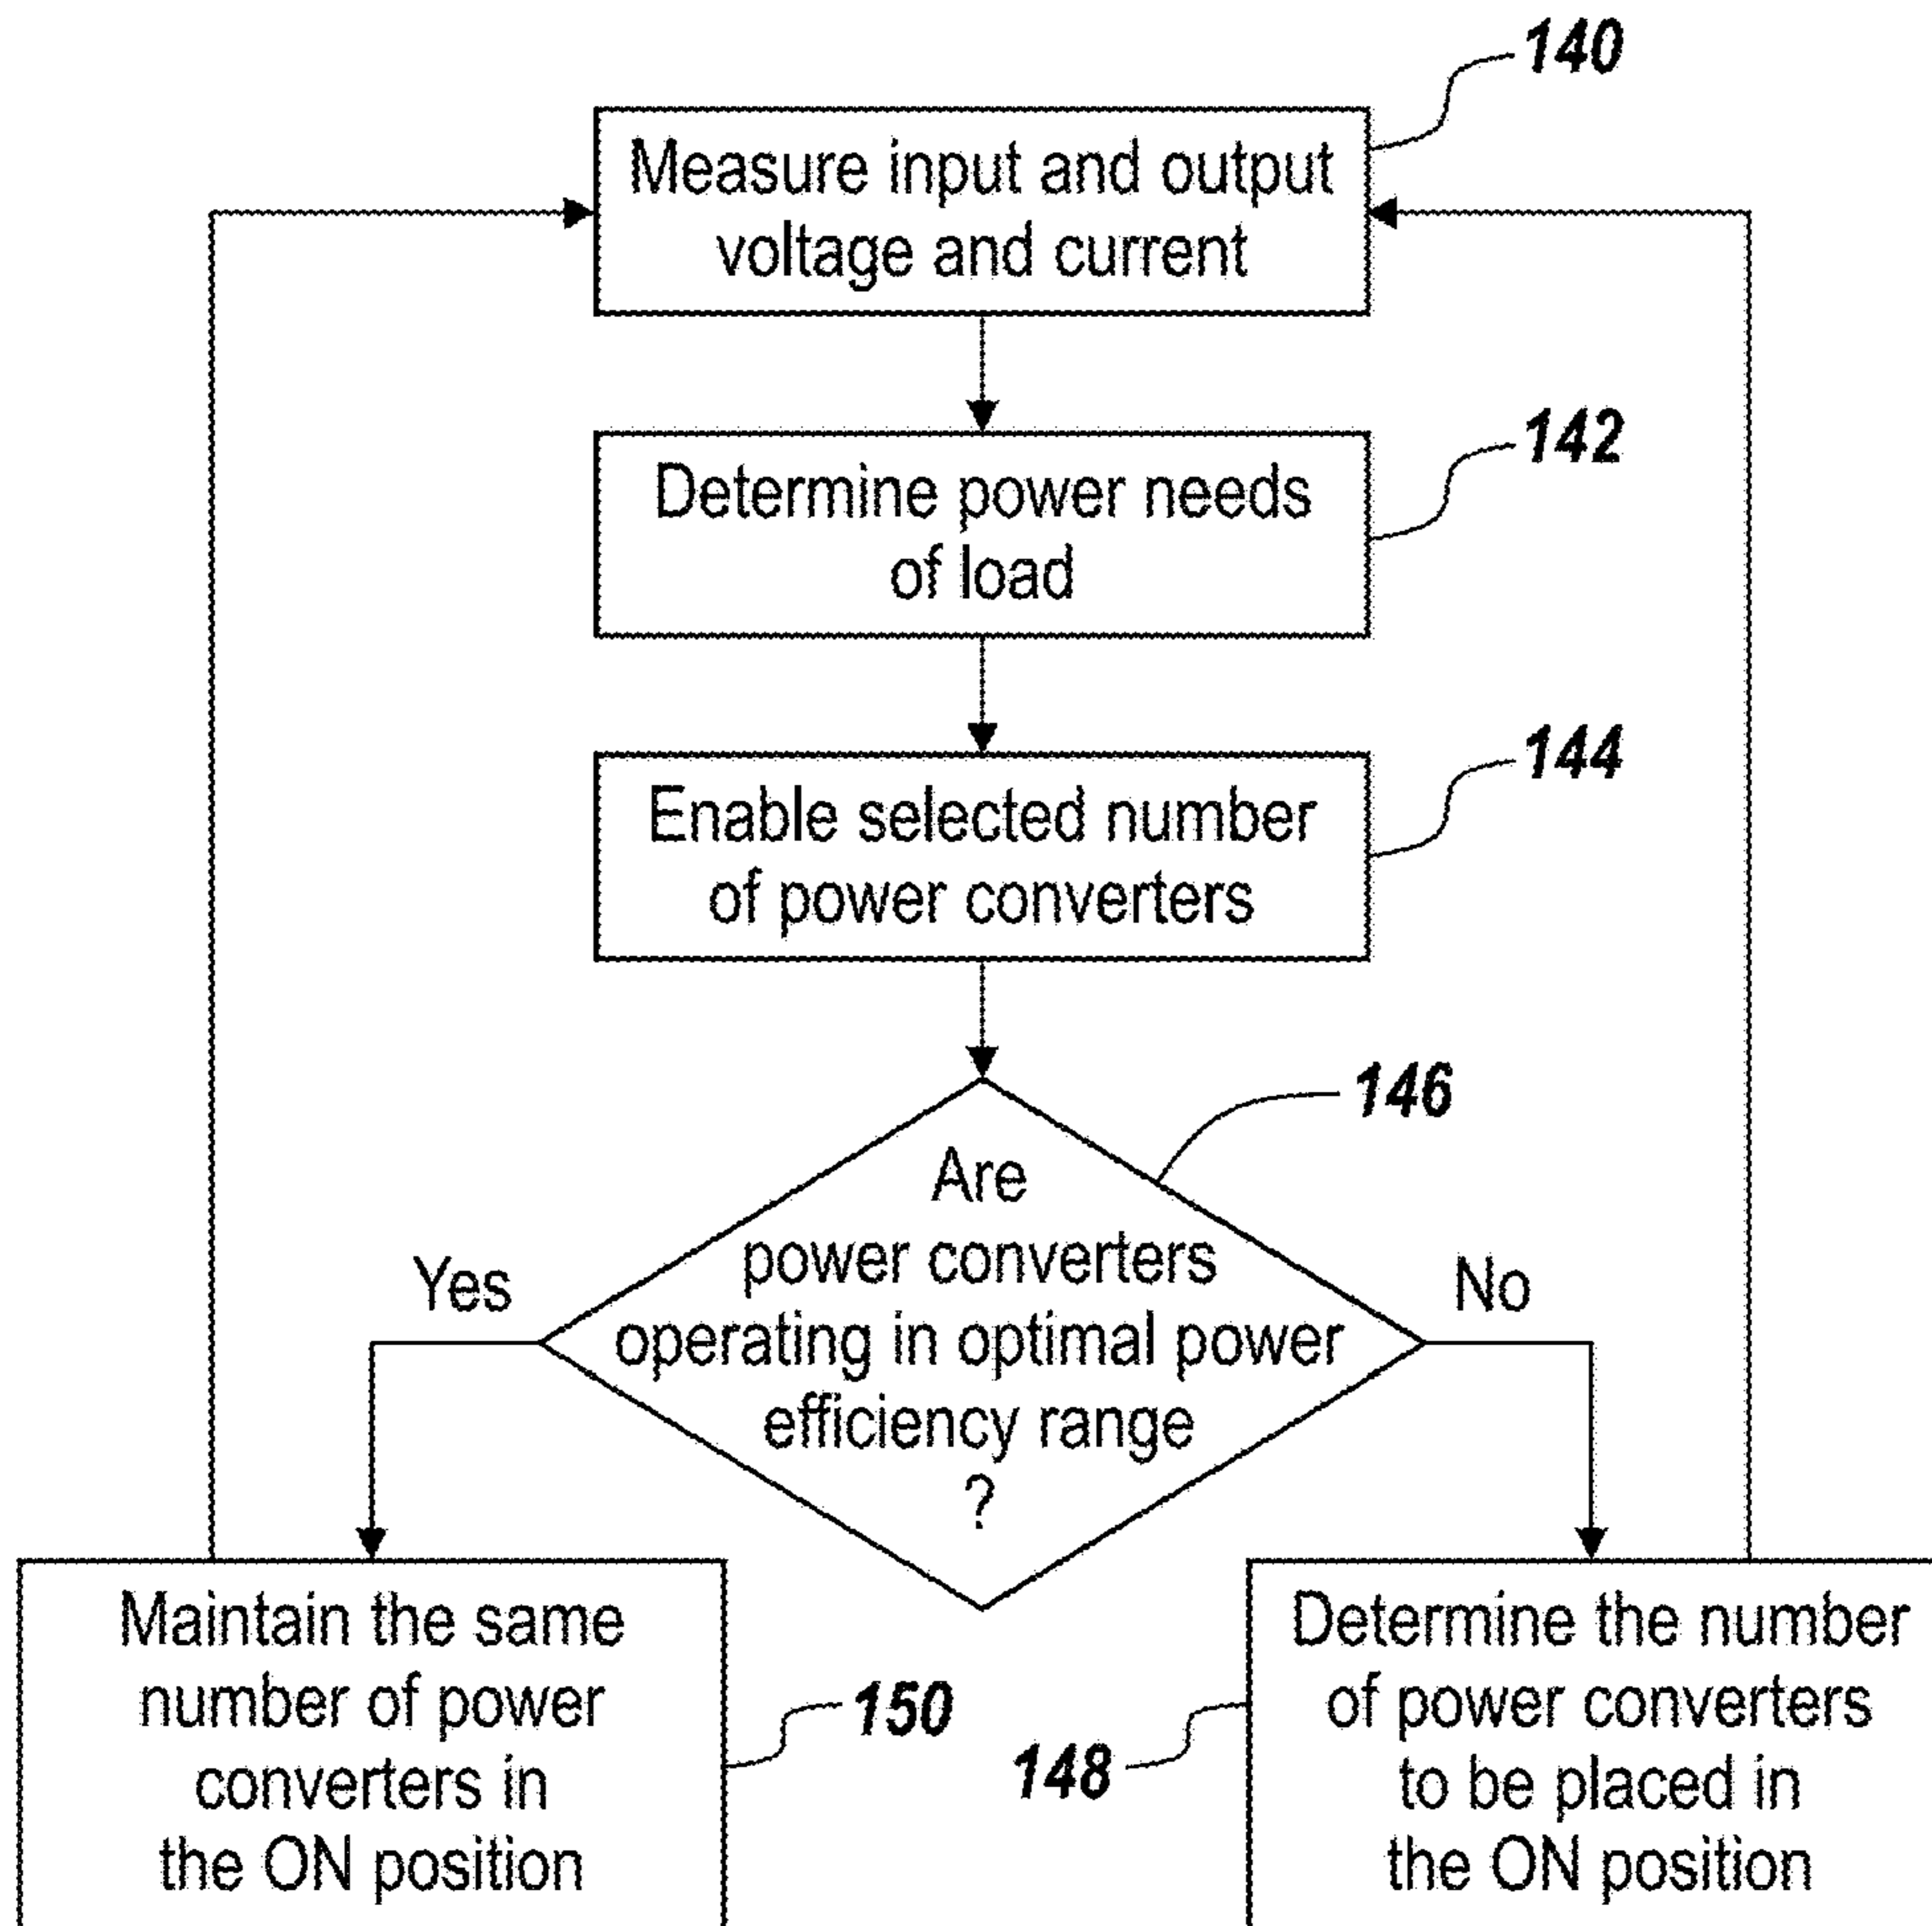 140
Measure input and output
voltage and current
142
Determine power needs
of load
144
Enable selected number
of power converters
146
Are
power converters
operating in optimal power
efficiency range
?
Yes
No
Maintain the same
number of power
converters in
the ON position
150
148
Determine the number
of power converters
to be placed in
the ON position